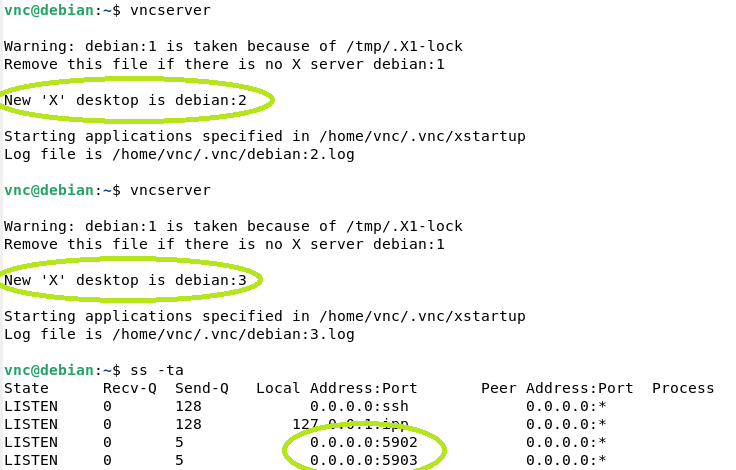 vnc@debian:~$ vncserver
Warning: debian:1 is taken because of /tmp/.X1-lock
Remove this file if there is no X server debian:1
New 'X' desktop is debian:2
Starting applications specified in /home/vnc/.vnc/xstartup
Log file is /home/vnc/.vnc/debian:2.log
vnc@debian:~$ vncserver
Warning: debian:1 is taken because of /tmp/.X1-lock
Remove this file if there is no X server debian:1
New 'X' desktop is debian:3
Starting applications specified in /home/vnc/.vnc/xstartup
Log file is /home/vnc/.vnc/debian:3.log
vnc@debian:~$ ss -ta
State Recv-Q Send-Q Local Address:Port Peer Address:Port Process
LISTEN 0 128 0.0.0.0:ssh 0.0.0.0:*
LISTEN 0 128 127.0.0.1:ipp 0.0.0.0:*
LISTEN 0 5 0.0.0.0:5902 0.0.0.0:*
LISTEN 0 5 0.0.0.0:5903 0.0.0.0:*